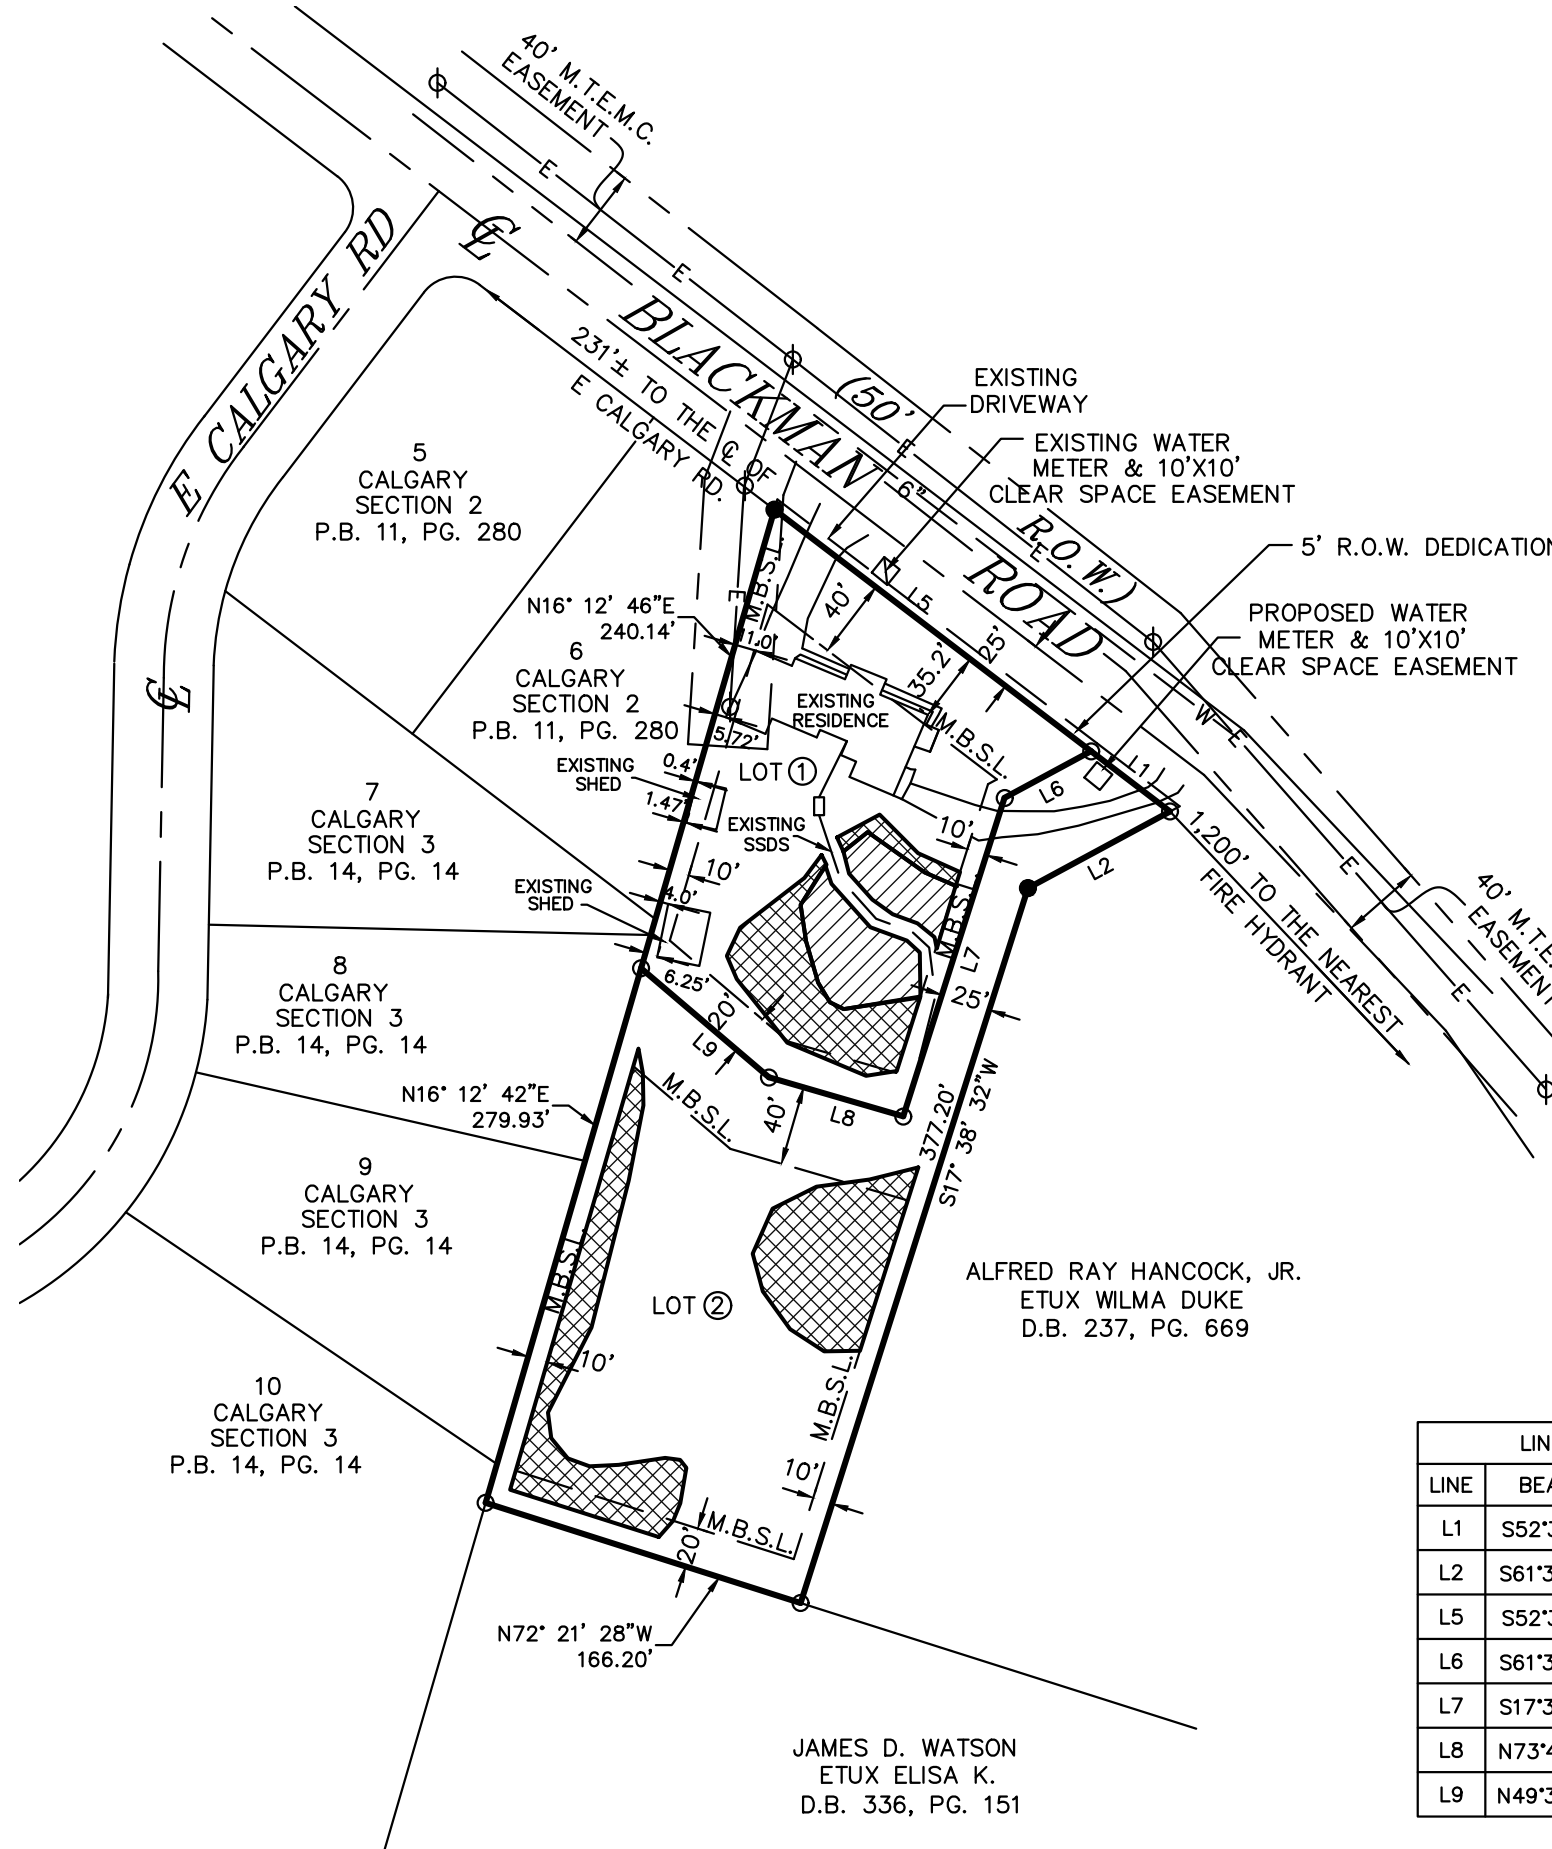 40' M.T.E.M.C.
EASEMENT
E CALGARY RD
BLACKMAN ROAD
(50' R.O.W.)
231'± TO THE ℄ OF
E CALGARY RD.
6"
EXISTING
DRIVEWAY
EXISTING WATER
METER & 10'X10'
CLEAR SPACE EASEMENT
5' R.O.W. DEDICATION
PROPOSED WATER
METER & 10'X10'
CLEAR SPACE EASEMENT
5
CALGARY
SECTION 2
P.B. 11, PG. 280
6
CALGARY
SECTION 2
P.B. 11, PG. 280
7
CALGARY
SECTION 3
P.B. 14, PG. 14
8
CALGARY
SECTION 3
P.B. 14, PG. 14
9
CALGARY
SECTION 3
P.B. 14, PG. 14
10
CALGARY
SECTION 3
P.B. 14, PG. 14
N16° 12' 46"E
240.14'
M.B.S.L.
11.0'
40'
L5
35.2'
25'
M.B.S.L.
EXISTING
RESIDENCE
5.72'
LOT 1
EXISTING
SHED
0.4'
1.47'
EXISTING
SSDS
10'
10'
EXISTING
SHED
4.0'
6.25'
20'
L9
L6
L1
L2
1,200' TO THE NEAREST
FIRE HYDRANT
40' M.T.E.
EASEMENT
M.B.S.L.
L7
25'
N16° 12' 42"E
279.93'
M.B.S.L.
40'
L8
377.20'
S17° 38' 32"W
M.B.S.L.
LOT 2
10'
M.B.S.L.
10'
M.B.S.L.
20'
N72° 21' 28"W
166.20'
ALFRED RAY HANCOCK, JR.
ETUX WILMA DUKE
D.B. 237, PG. 669
JAMES D. WATSON
ETUX ELISA K.
D.B. 336, PG. 151
E
E
E
E
E
E
E
E
W
LIN
LINE BEA
L1 S52°3
L2 S61°3
L5 S52°3
L6 S61°3
L7 S17°3
L8 N73°4
L9 N49°3